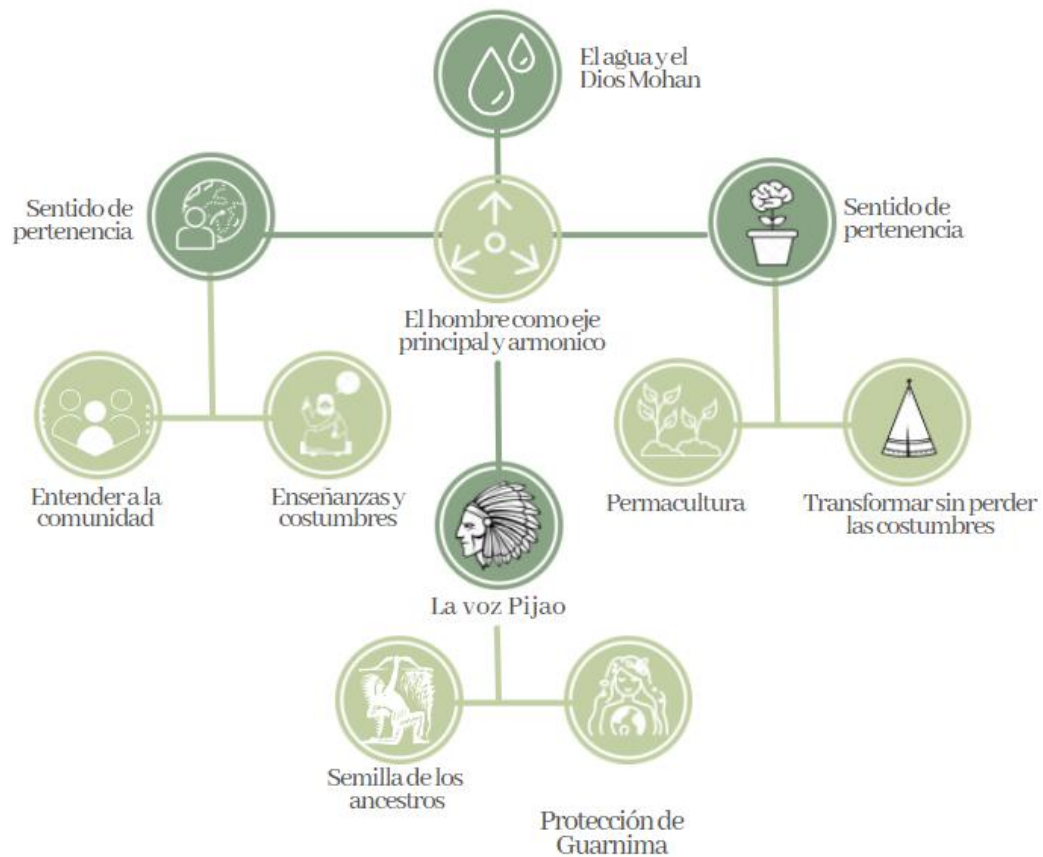 El agua y el
Dios Mohan
Sentido de
pertenencia
Sentido de
pertenencia
El hombre como eje
principal y armonico
Entender a la
comunidad
Enseñanzas y
costumbres
Permacultura
Transformar sin perder
las costumbres
La voz Pijao
Semilla de los
ancestros
Protección de
Guarnima